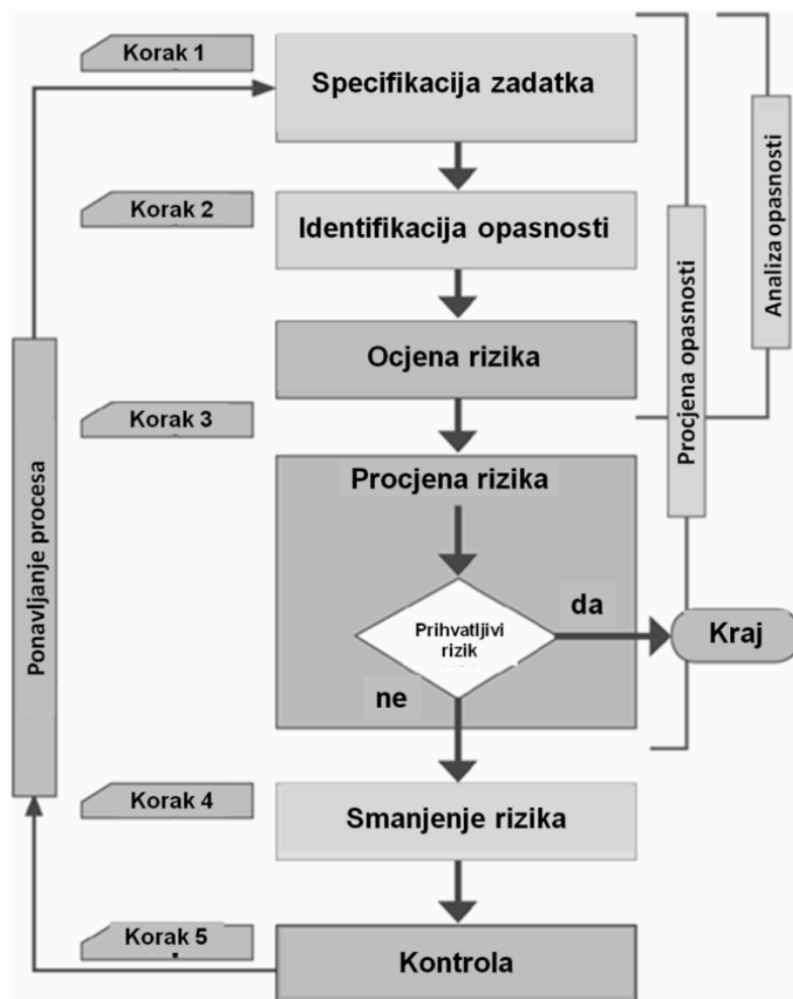 Korak 1
Specifikacija zadatka
Korak 2
Identifikacija opasnosti
Ocjena rizika
Korak 3
Procjena rizika
Prihvatljivi
rizik
da
Kraj
ne
Korak 4
Smanjenje rizika
Korak 5
Kontrola
Ponavljanje procesa
Procjena opasnosti
Analiza opasnosti